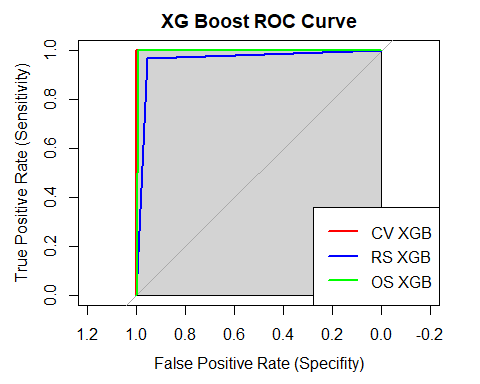 XG Boost ROC Curve
True Positive Rate (Sensitivity)
1.0
0.8
0.6
0.4
0.2
0.0
CV XGB
RS XGB
OS XGB
1.2 1.0 0.8 0.6 0.4 0.2 0.0 -0.2
False Positive Rate (Specifity)